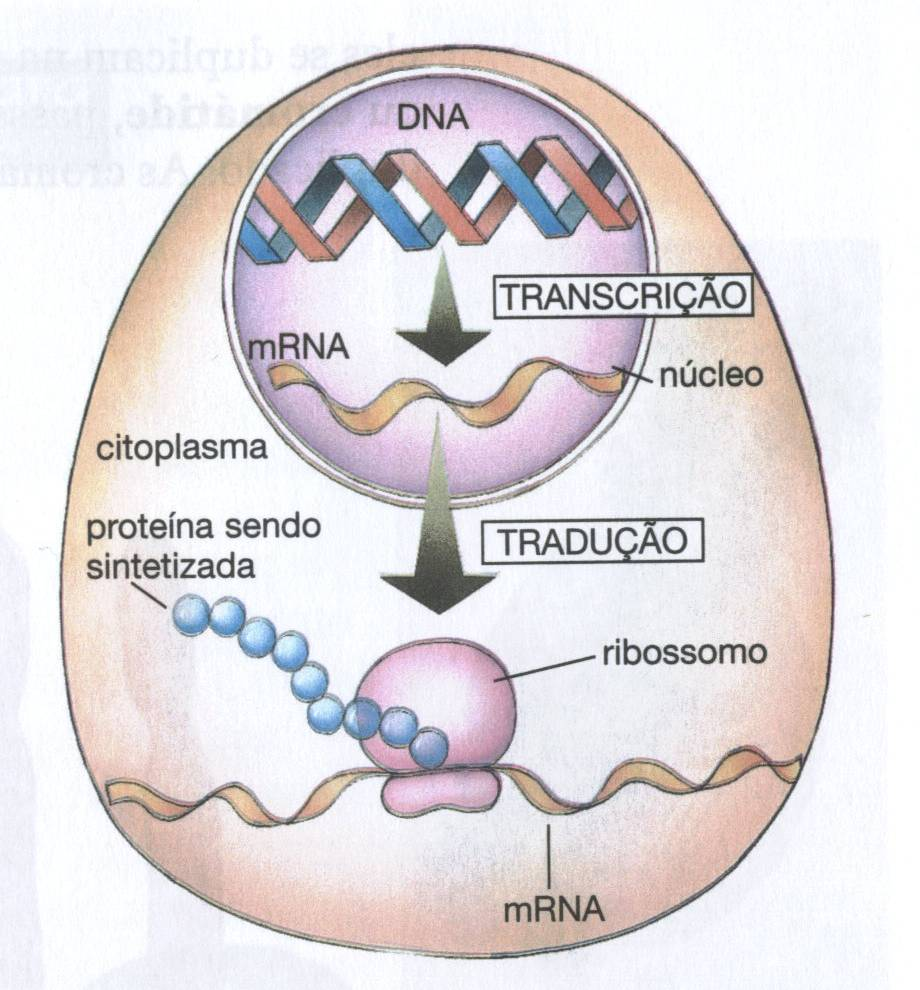 DNA
TRANSCRIÇÃO
mRNA
núcleo
citoplasma
proteína sendo
sintetizada
TRADUÇÃO
ribossomo
mRNA